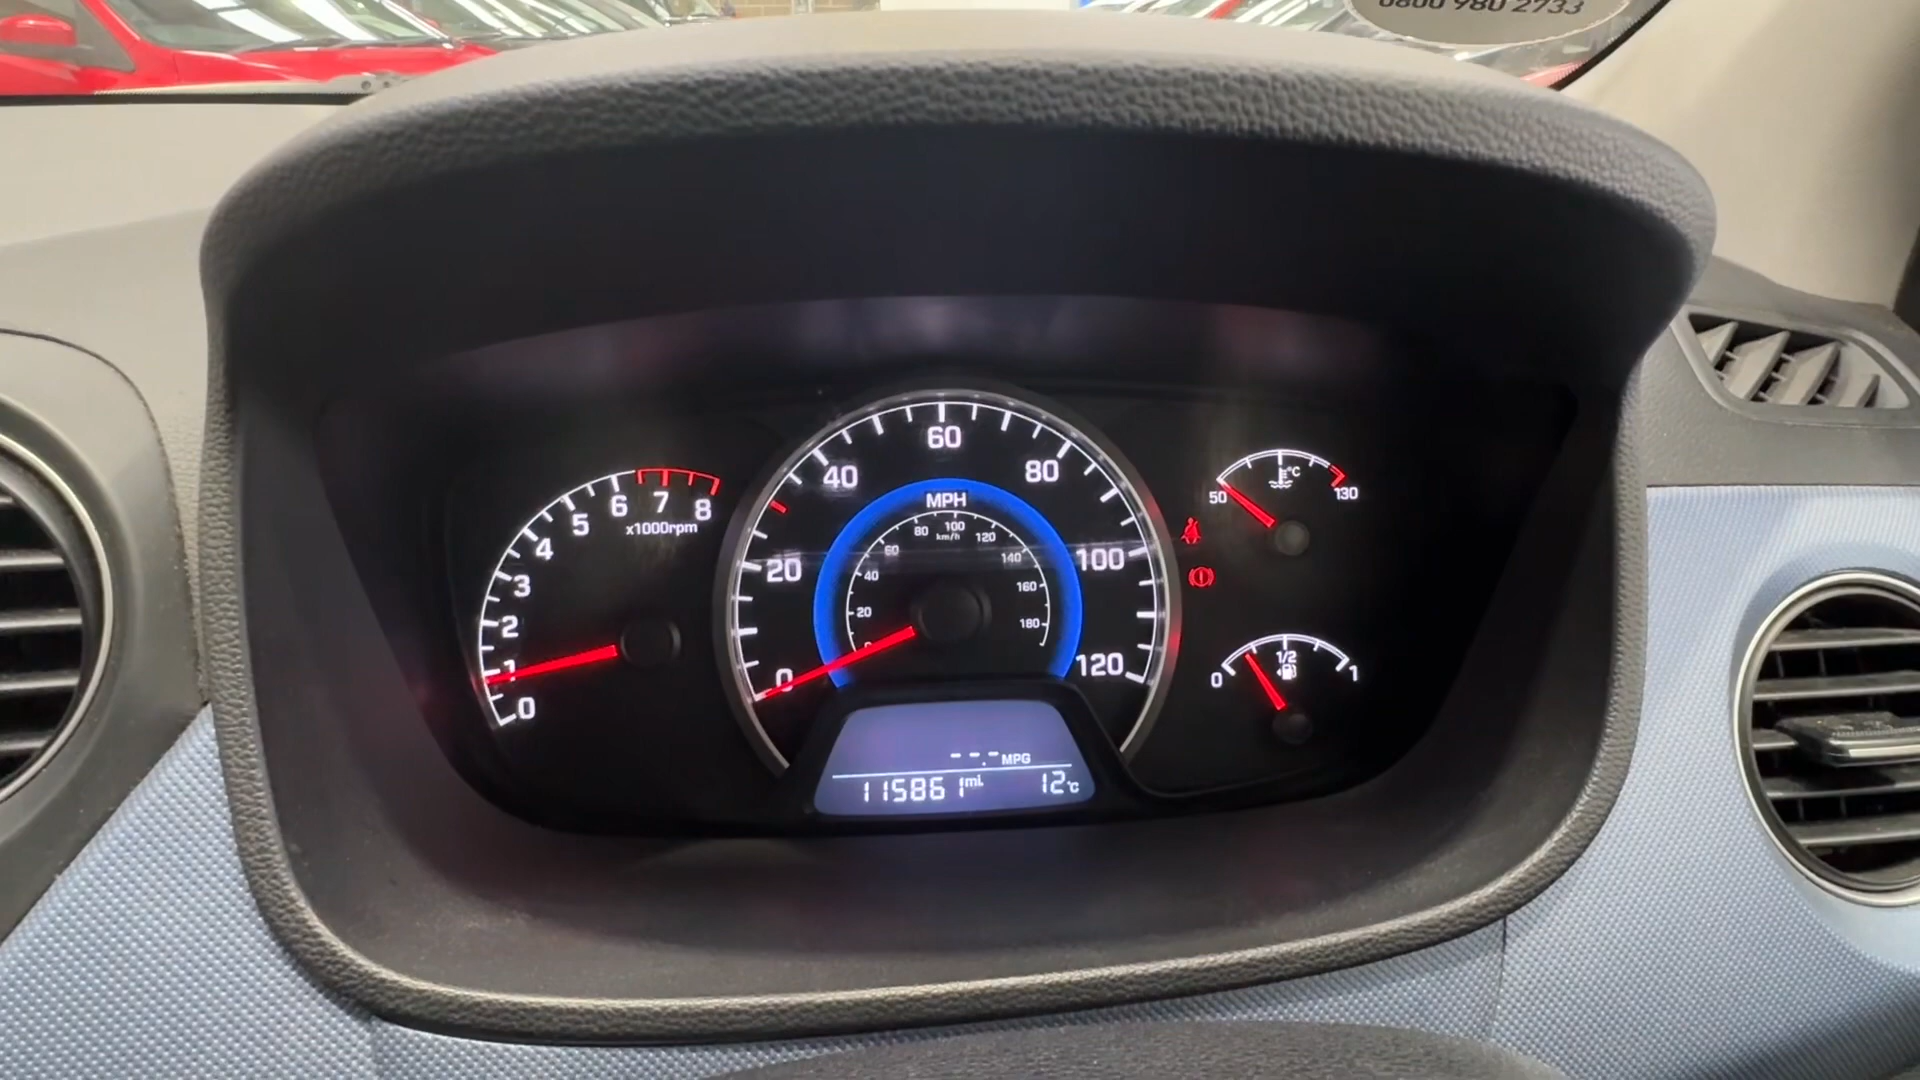 0800 980 2733
0 1 2 3 4 5 6 7 8
x1000rpm
0 20 40 60 80 100 120
MPH
0 20 40 60 80 100 120 140 160 180
km/h
50 °C 130
0 1/2 1
--.- MPG
115861 mi. 12°C